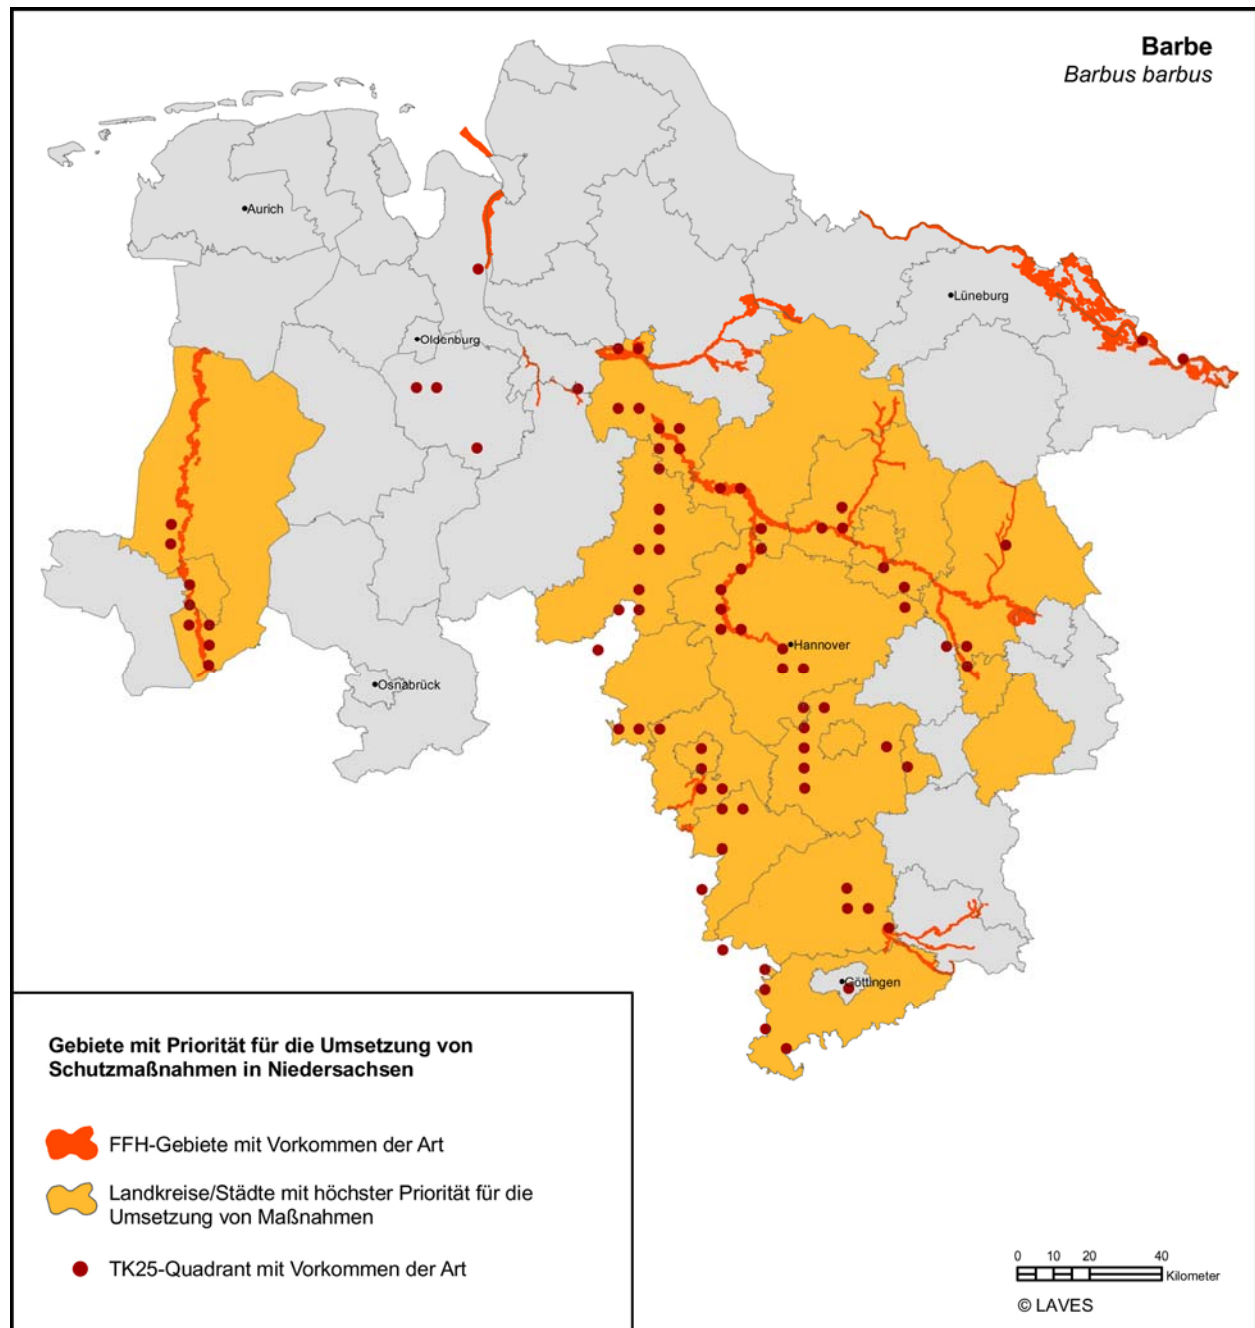 Barbe
Barbus barbus
Aurich
Lüneburg
Oldenburg
Hannover
Osnabrück
Göttingen
Gebiete mit Priorität für die Umsetzung von
Schutzmaßnahmen in Niedersachsen
FFH-Gebiete mit Vorkommen der Art
Landkreise/Städte mit höchster Priorität für die
Umsetzung von Maßnahmen
TK25-Quadrant mit Vorkommen der Art
0 10 20 40
Kilometer
© LAVES